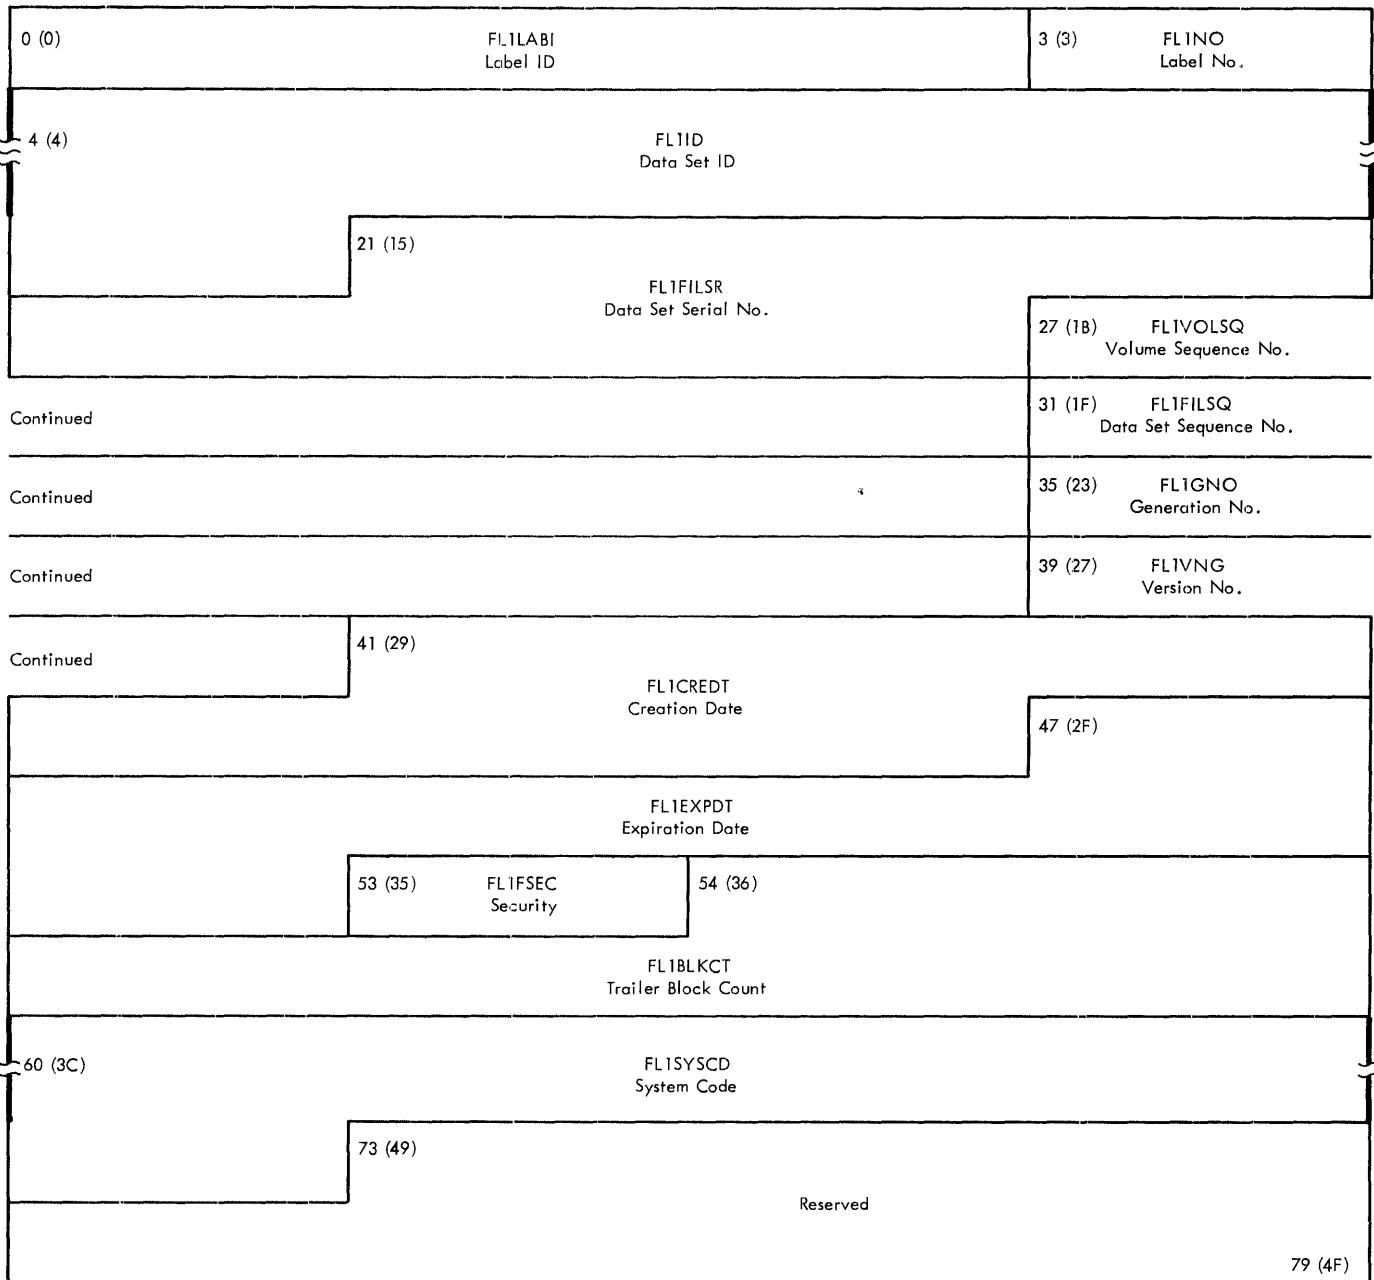 0 (0) FL1LABI 3 (3) FL1NO
Label ID Label No.
4 (4) FL1ID
Data Set ID
21 (15)
FL1FILSR
Data Set Serial No.
27 (1B) FL1VOLSQ
Volume Sequence No.
Continued 31 (1F) FL1FILSQ
Data Set Sequence No.
Continued 35 (23) FL1GNO
Generation No.
Continued 39 (27) FL1VNG
Version No.
Continued 41 (29)
FL1CREDT
Creation Date
47 (2F)
FL1EXPDT
Expiration Date
53 (35) FL1FSEC 54 (36)
Security
FL1BLKCT
Trailer Block Count
60 (3C) FL1SYSCD
System Code
73 (49)
Reserved
79 (4F)